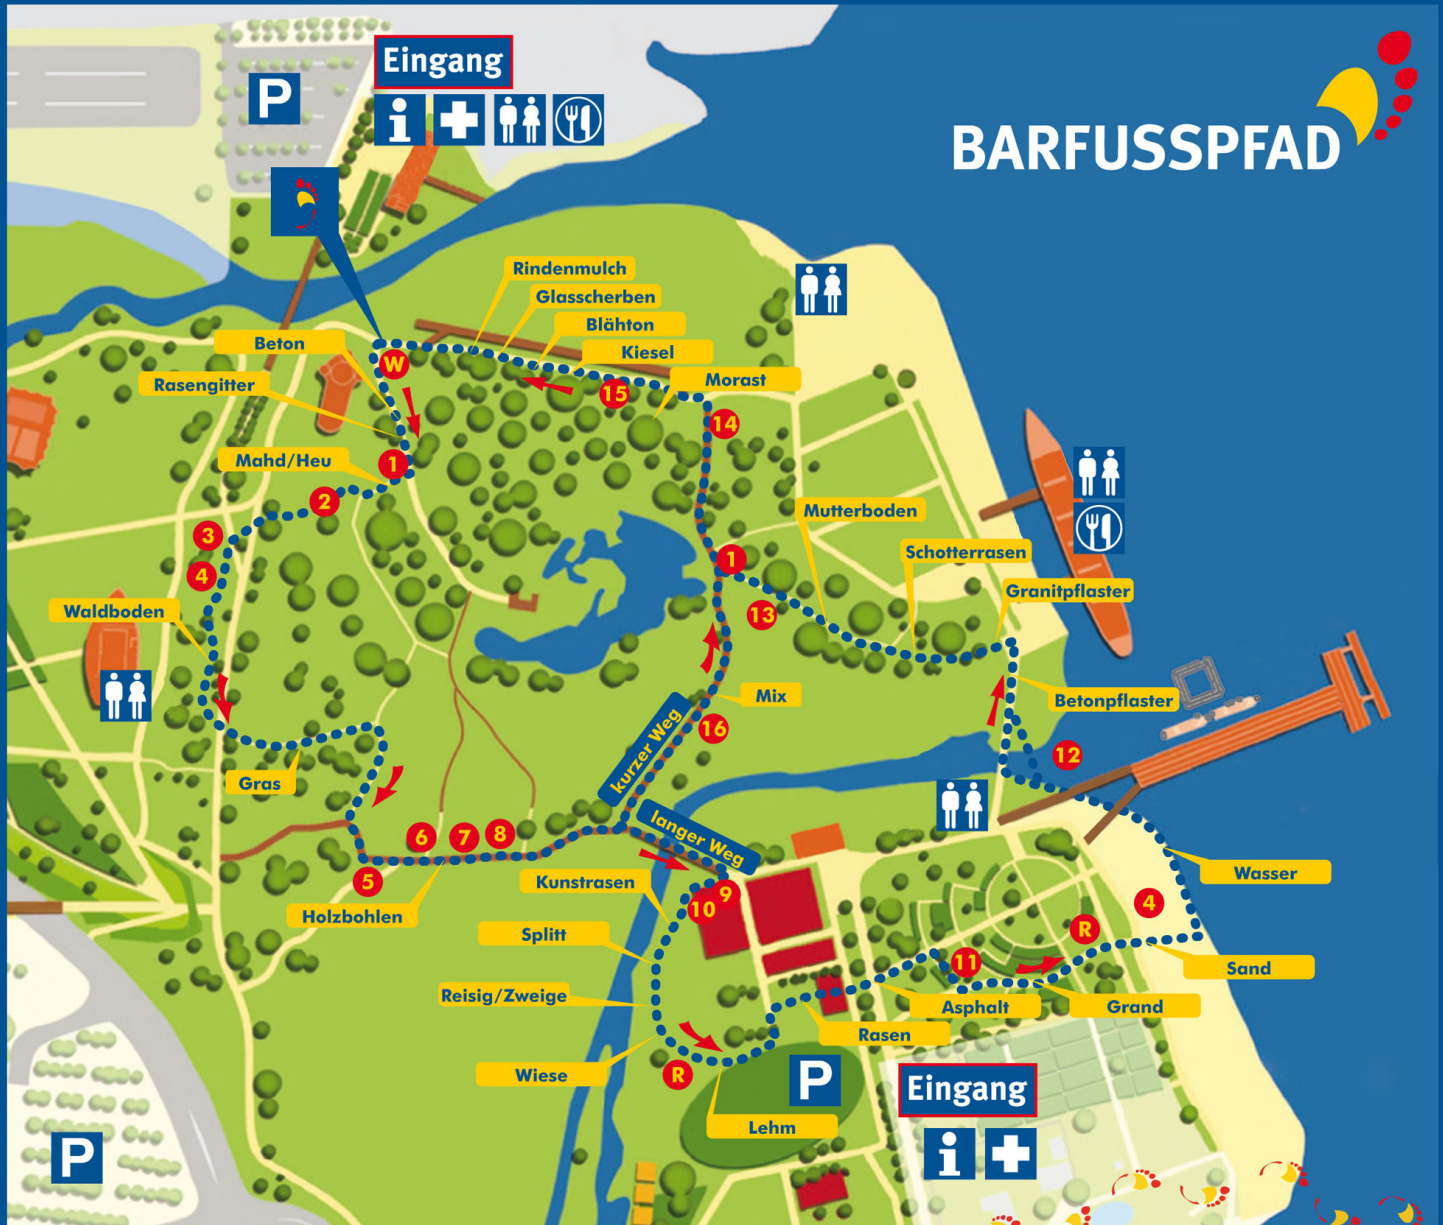 Eingang
P
i
BARFUSSPFAD
Rindenmulch
Glasscherben
Blähton
Kiesel
Morast
Beton
Rasengitter
Mahd/Heu
W
15
14
1
2
3
4
Mutterboden
Schotterrasen
Granitpflaster
1
13
Waldboden
Betonpflaster
Mix
16
kurzer Weg
12
Gras
langer Weg
6
7
8
5
Holzbohlen
Kunstrasen
9
10
Wasser
4
R
Splitt
11
Sand
Reisig/Zweige
Asphalt
Grand
Rasen
Wiese
R
P
Eingang
Lehm
i
P